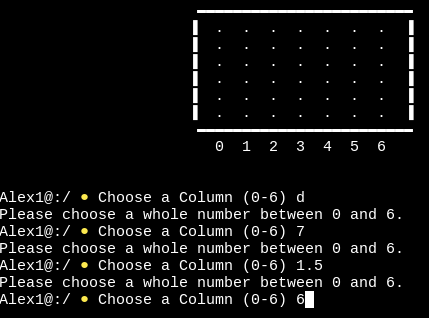 . . . . . . .
. . . . . . .
. . . . . . .
. . . . . . .
. . . . . . .
. . . . . . .
0 1 2 3 4 5 6
Alex1@:/ ● Choose a Column (0-6) d
Please choose a whole number between 0 and 6.
Alex1@:/ ● Choose a Column (0-6) 7
Please choose a whole number between 0 and 6.
Alex1@:/ ● Choose a Column (0-6) 1.5
Please choose a whole number between 0 and 6.
Alex1@:/ ● Choose a Column (0-6) 6